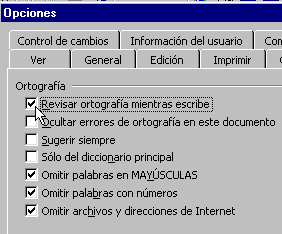 Opciones
Control de cambios Información del usuario Com
Ver General Edición Imprimir
Ortografía
Revisar ortografía mientras escribe
Ocultar errores de ortografía en este documento
Sugerir siempre
Sólo del diccionario principal
Omitir palabras en MAYÚSCULAS
Omitir palabras con números
Omitir archivos y direcciones de Internet